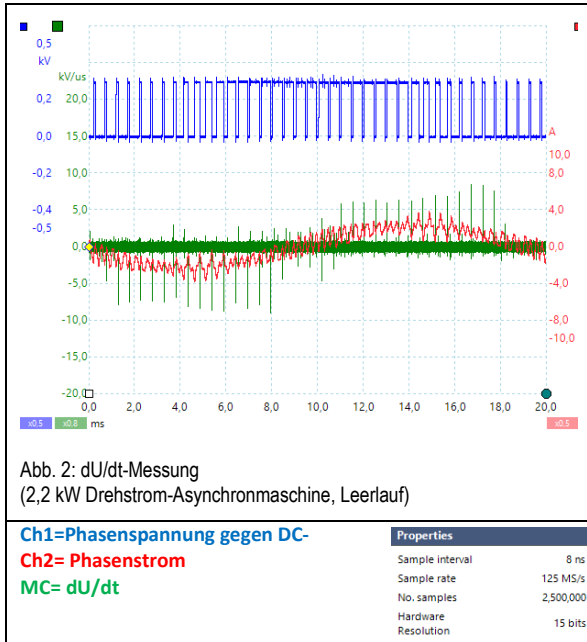 0,5
kV
kV/us
20,0
0,2
0,0
15,0
A
10,0
10,0
-0,2
8,0
-0,4
5,0
4,0
-0,5
0,0
0,0
-5,0
-4,0
-10,0
-8,0
-10,0
-15,0
-20,0
0,0 2,0 4,0 6,0 8,0 10,0 12,0 14,0 16,0 18,0 20,0
x0.5 x0.8 ms x0.5
Abb. 2: dU/dt-Messung
(2,2 kW Drehstrom-Asynchronmaschine, Leerlauf)
Ch1=Phasenspannung gegen DC-
Ch2= Phasenstrom
MC= dU/dt
Properties
Sample interval 8 ns
Sample rate 125 MS/s
No. samples 2,500,000
Hardware
Resolution 15 bits